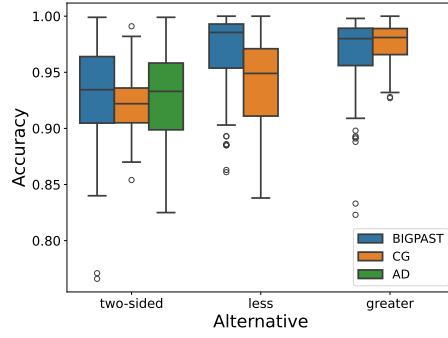 1.00
0.95
0.90
0.85
0.80
Accuracy
two-sided
less
greater
Alternative
BIGPAST
CG
AD